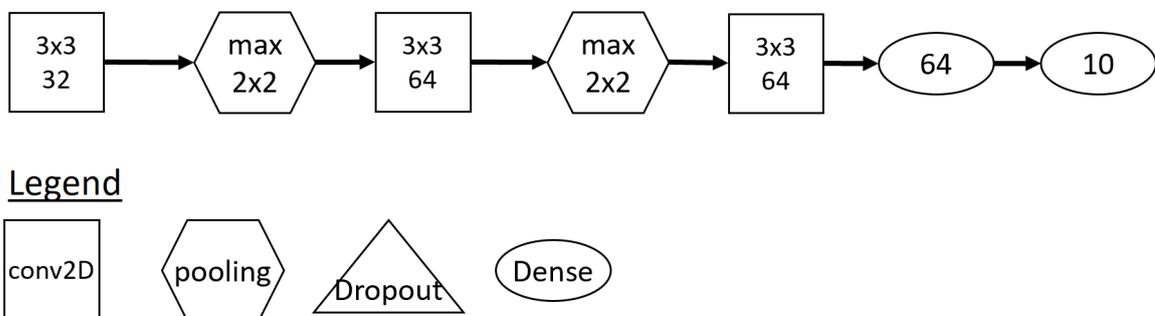 3x3
32
max
2x2
3x3
64
max
2x2
3x3
64
64
10
Legend
conv2D
pooling
Dropout
Dense